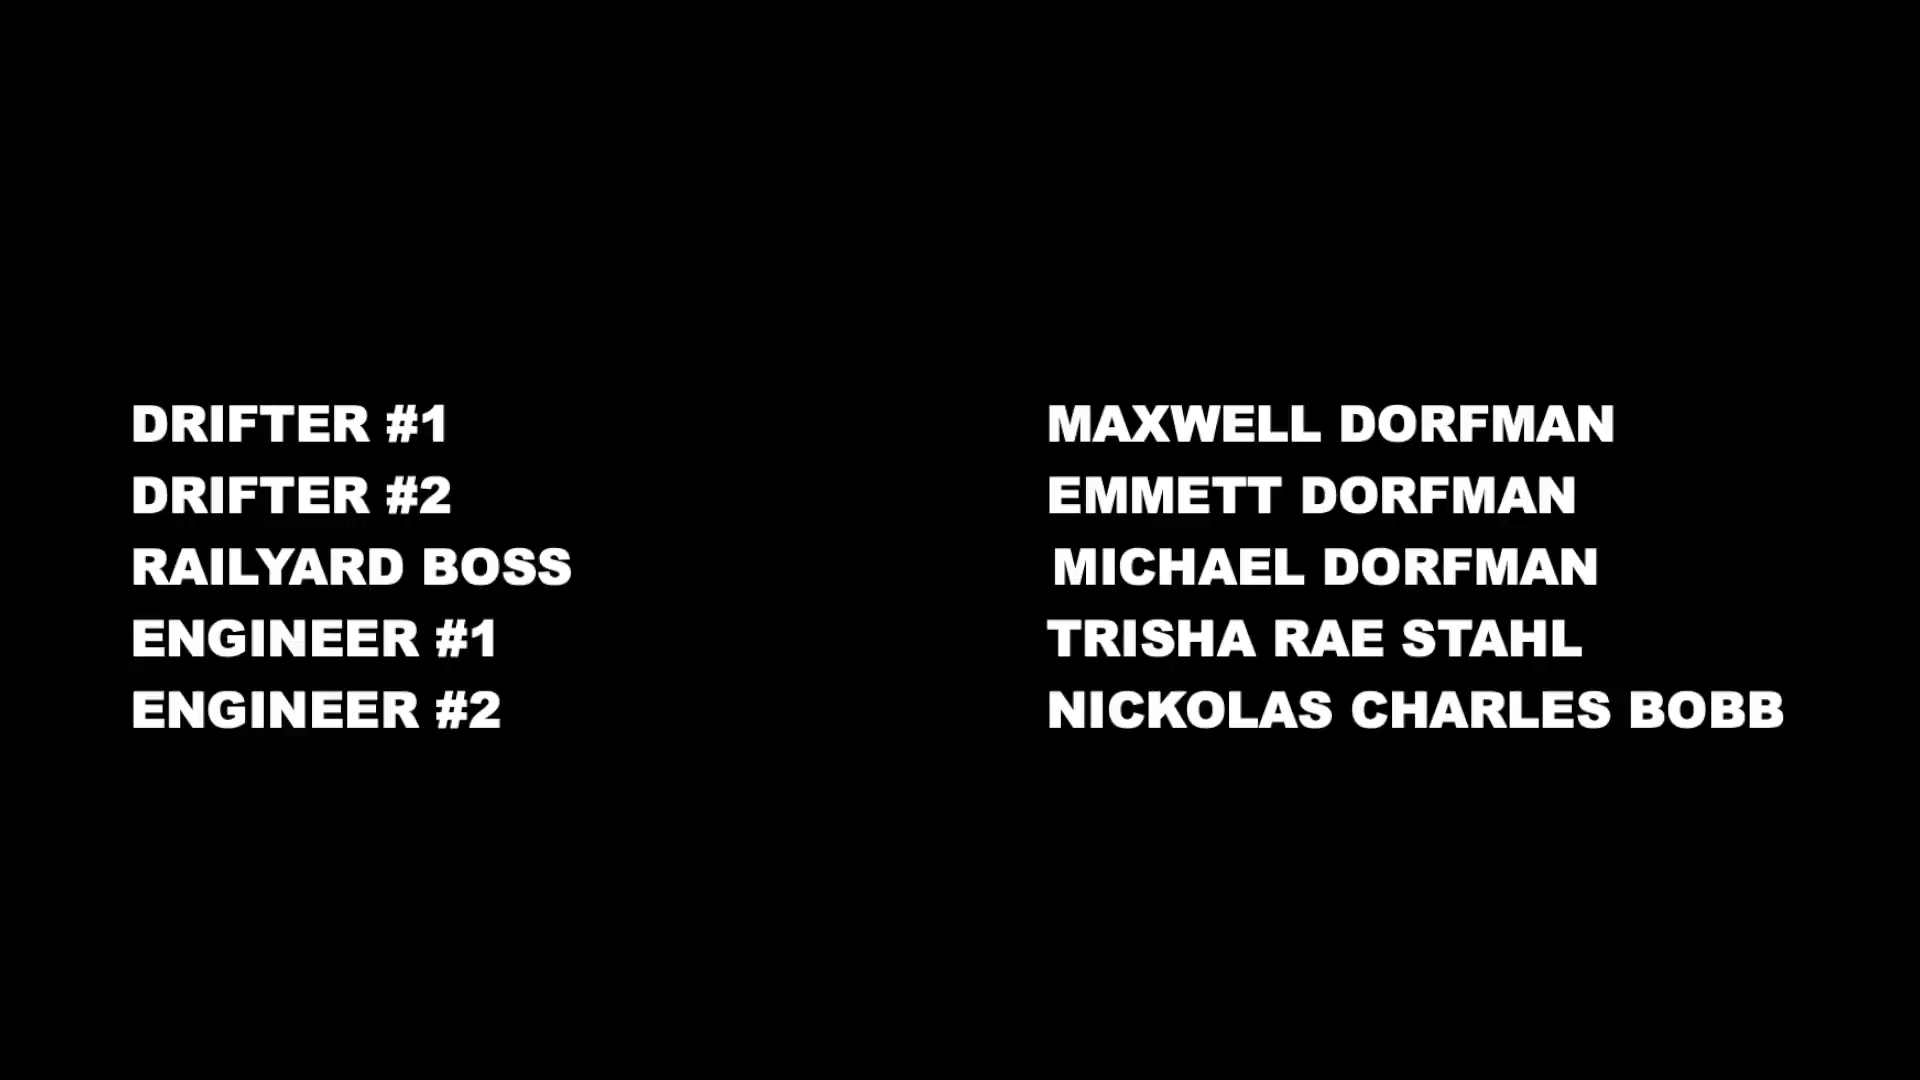 DRIFTER #1 MAXWELL DORFMAN
DRIFTER #2 EMMETT DORFMAN
RAILYARD BOSS MICHAEL DORFMAN
ENGINEER #1 TRISHA RAE STAHL
ENGINEER #2 NICKOLAS CHARLES BOBB